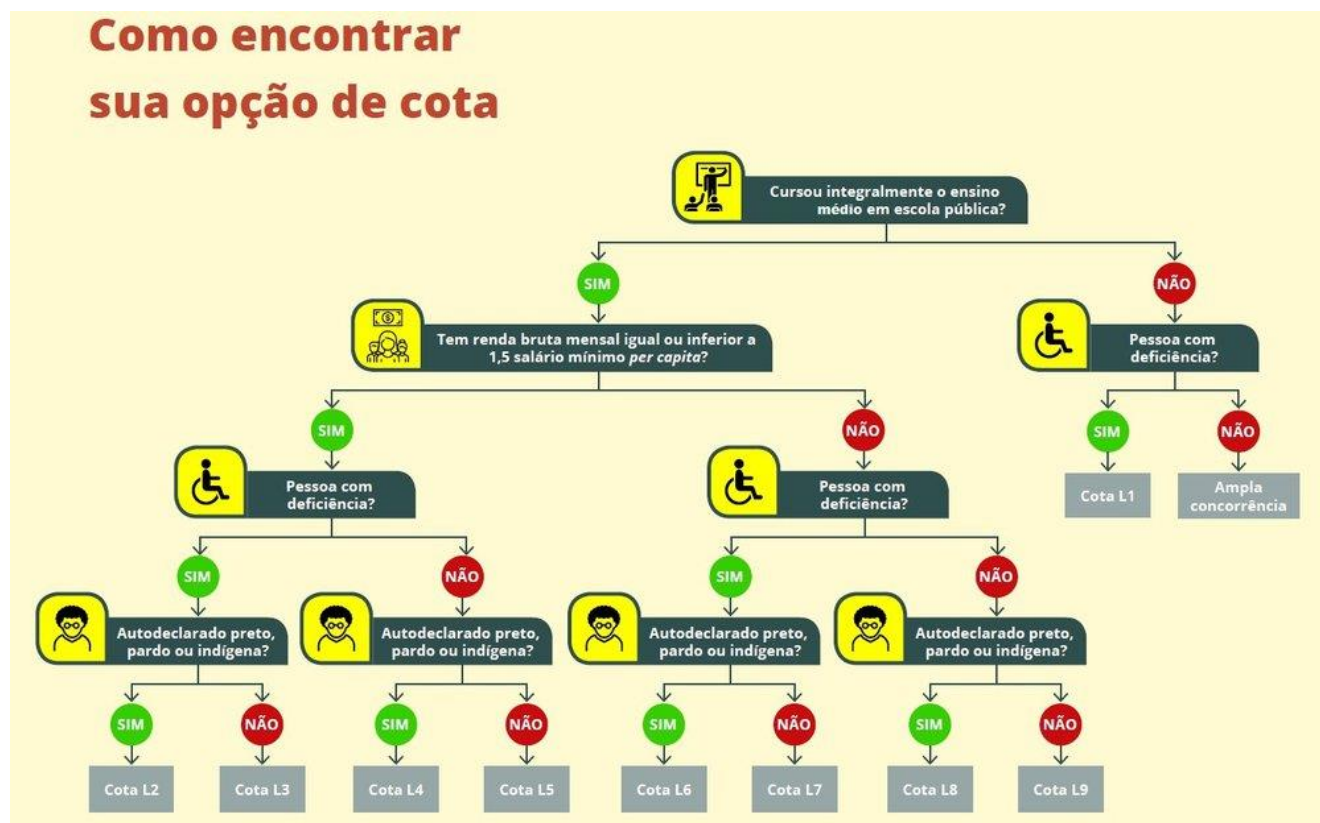 Como encontrar
sua opção de cota
Cursou integralmente o ensino
médio em escola pública?
SIM
NÃO
Tem renda bruta mensal igual ou inferior a
1,5 salário mínimo per capita?
Pessoa com
deficiência?
SIM
NÃO
SIM
NÃO
Cota L1
Ampla
concorrência
Pessoa com
deficiência?
Pessoa com
deficiência?
SIM
NÃO
SIM
NÃO
Autodeclarado preto,
pardo ou indígena?
Autodeclarado preto,
pardo ou indígena?
Autodeclarado preto,
pardo ou indígena?
Autodeclarado preto,
pardo ou indígena?
SIM
NÃO
SIM
NÃO
SIM
NÃO
SIM
NÃO
Cota L2
Cota L3
Cota L4
Cota L5
Cota L6
Cota L7
Cota L8
Cota L9